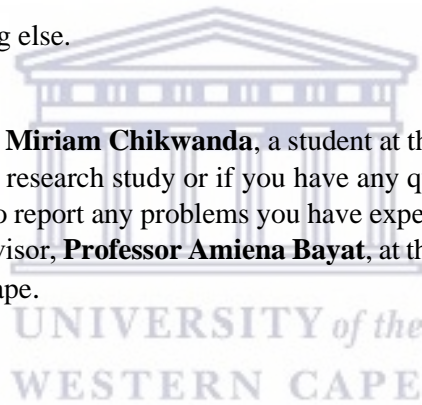 g else.
Miriam Chikwanda, a student at th
research study or if you have any q
o report any problems you have expe
visor, Professor Amiena Bayat, at th
ape.
UNIVERSITY of the
WESTERN CAPE